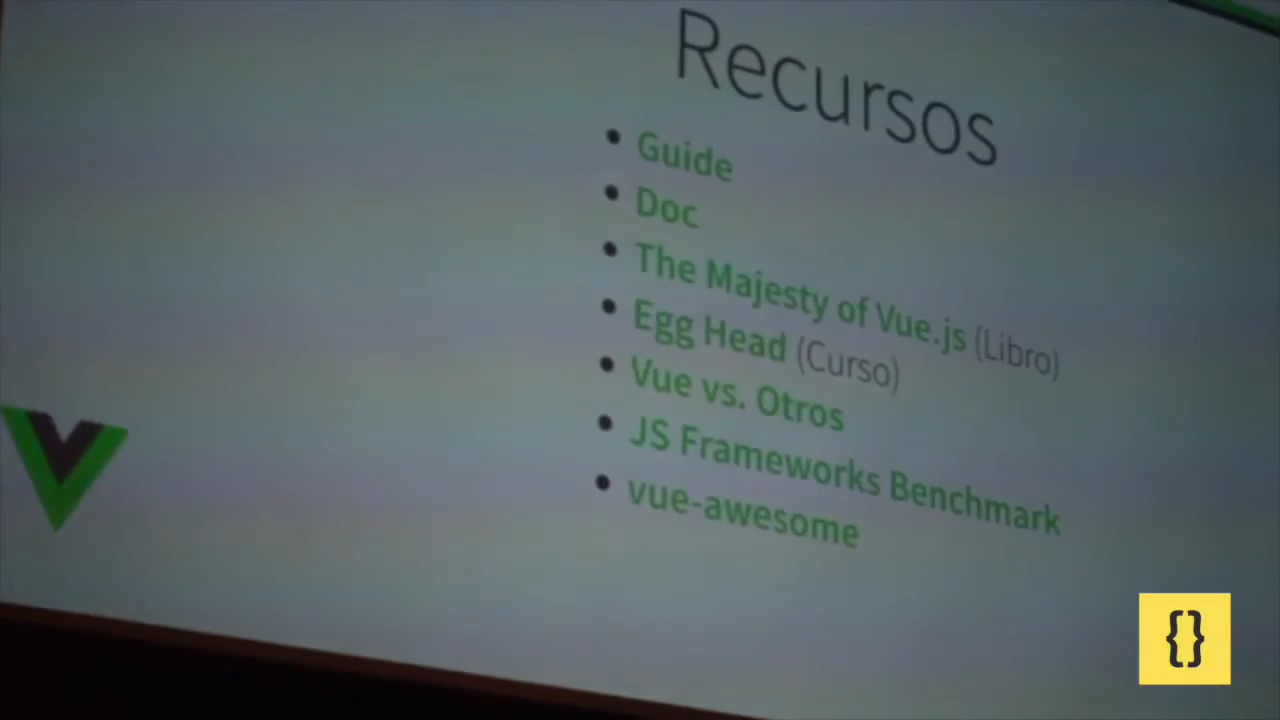 Recursos
Guide
Doc
The Majesty of Vue.js (Libro)
Egg Head (Curso)
Vue vs. Otros
JS Frameworks Benchmark
vue-awesome
{}